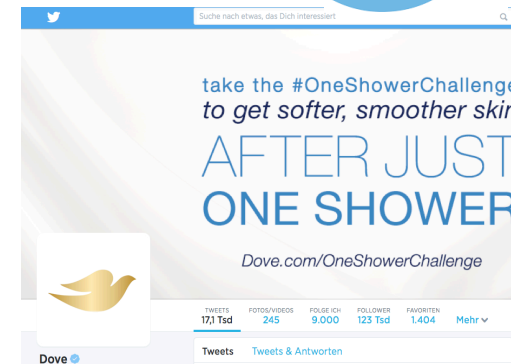 Suche nach etwas, das Dich interessiert
take the #OneShowerChallenge
to get softer, smoother skin
AFTER JUST
ONE SHOWER
Dove.com/OneShowerChallenge
TWEETS FOTOS/VIDEOS FOLGE ICH FOLLOWER FAVORITEN
17,1 Tsd 245 9.000 123 Tsd 1.404 Mehr
Tweets Tweets & Antworten
Dove